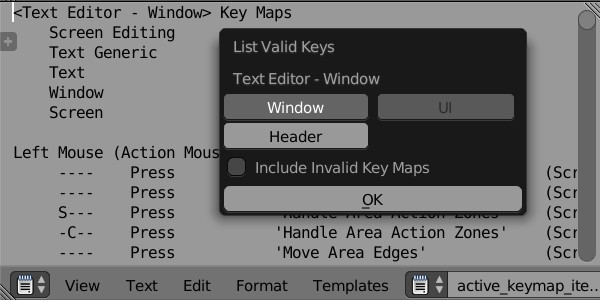 <Text Editor - Window> Key Maps
Screen Editing
Text Generic
Text
Window
Screen
List Valid Keys
Text Editor - Window
Window UI
Header
Include Invalid Key Maps
OK
Left Mouse (Action Mous
---- Press (Scr
---- Press (Scr
S--- Press 'Handle Area Action Zones' (Scr
-C-- Press 'Handle Area Action Zones' (Scr
---- Press 'Move Area Edges' (Scr
View Text Edit Format Templates active_keymap_ite...